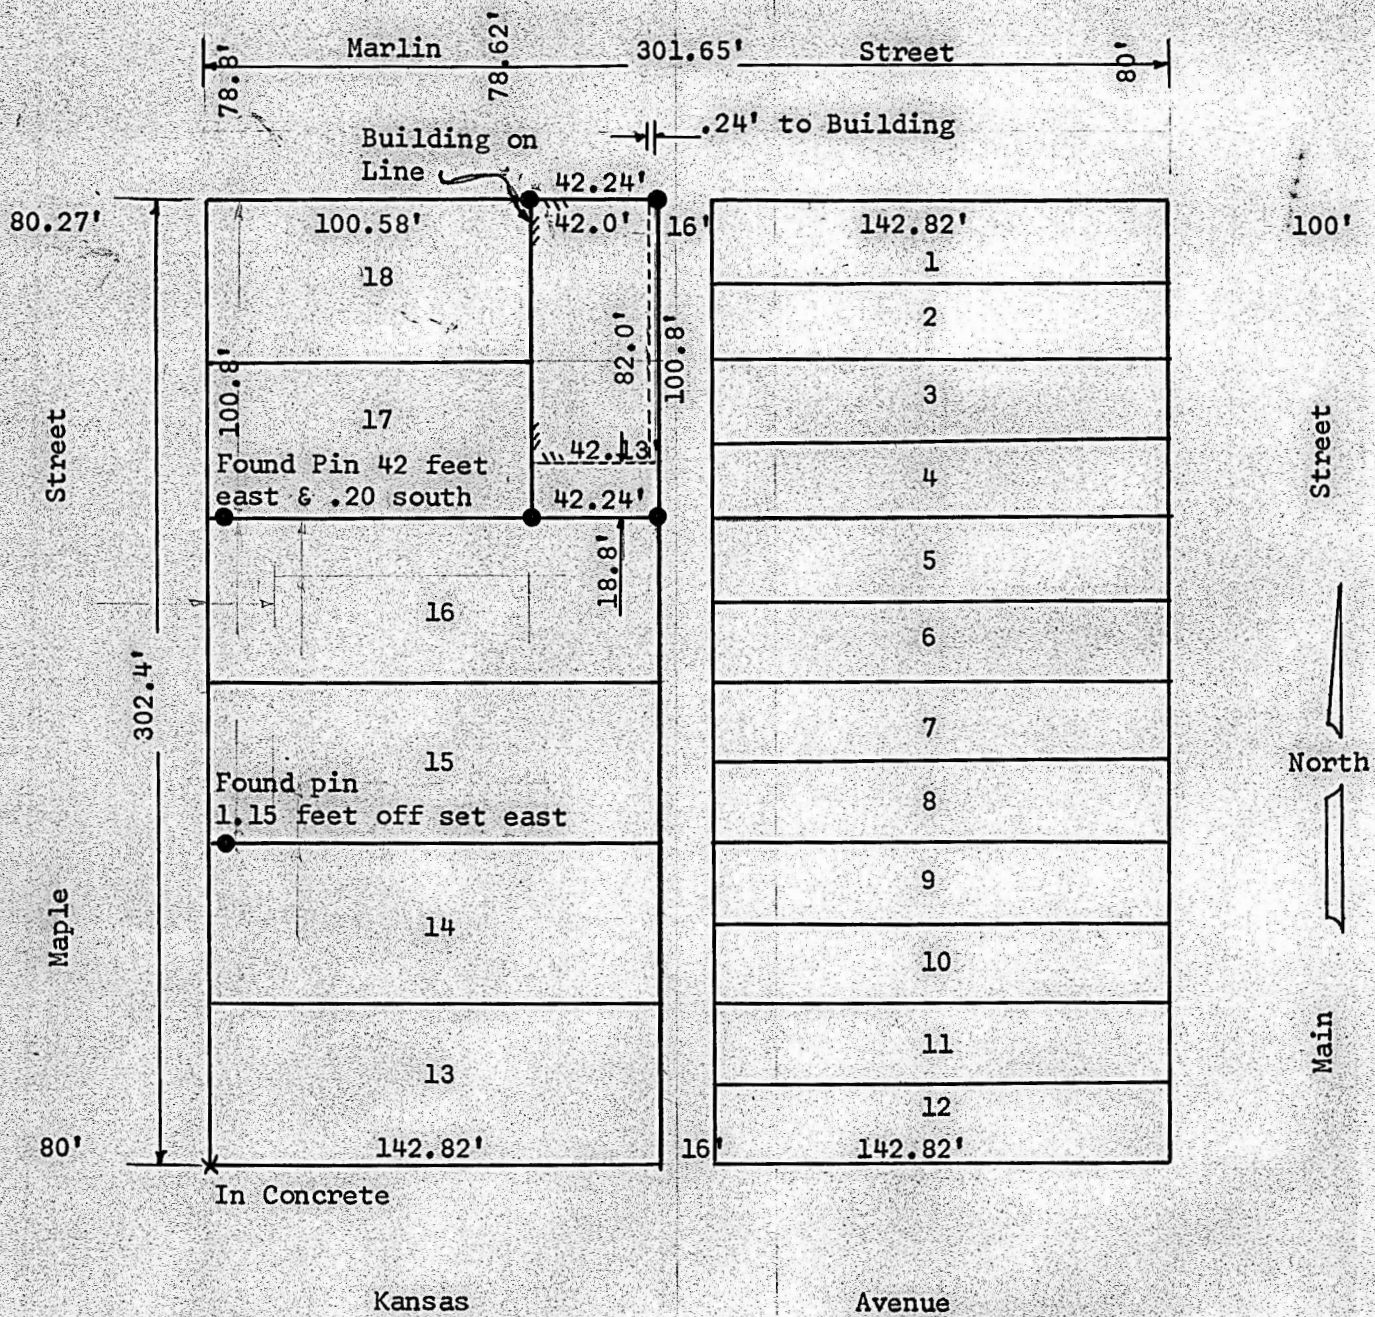 Marlin
78.62'
301.65'
Street
80'
78.8'
Building on
Line
.24' to Building
42.24'
80.27'
100.58'
42.0'
16'
142.82'
100'
18
1
2
82.0'
100.8'
3
100.8'
17
4
42.13'
Found Pin 42 feet
east & .20 south
42.24'
Street
Street
5
18.8'
16
6
302.4'
15
7
North
Found pin
1.15 feet off set east
8
9
14
10
Maple
13
11
Main
12
80'
142.82'
16'
142.82'
In Concrete
Kansas
Avenue